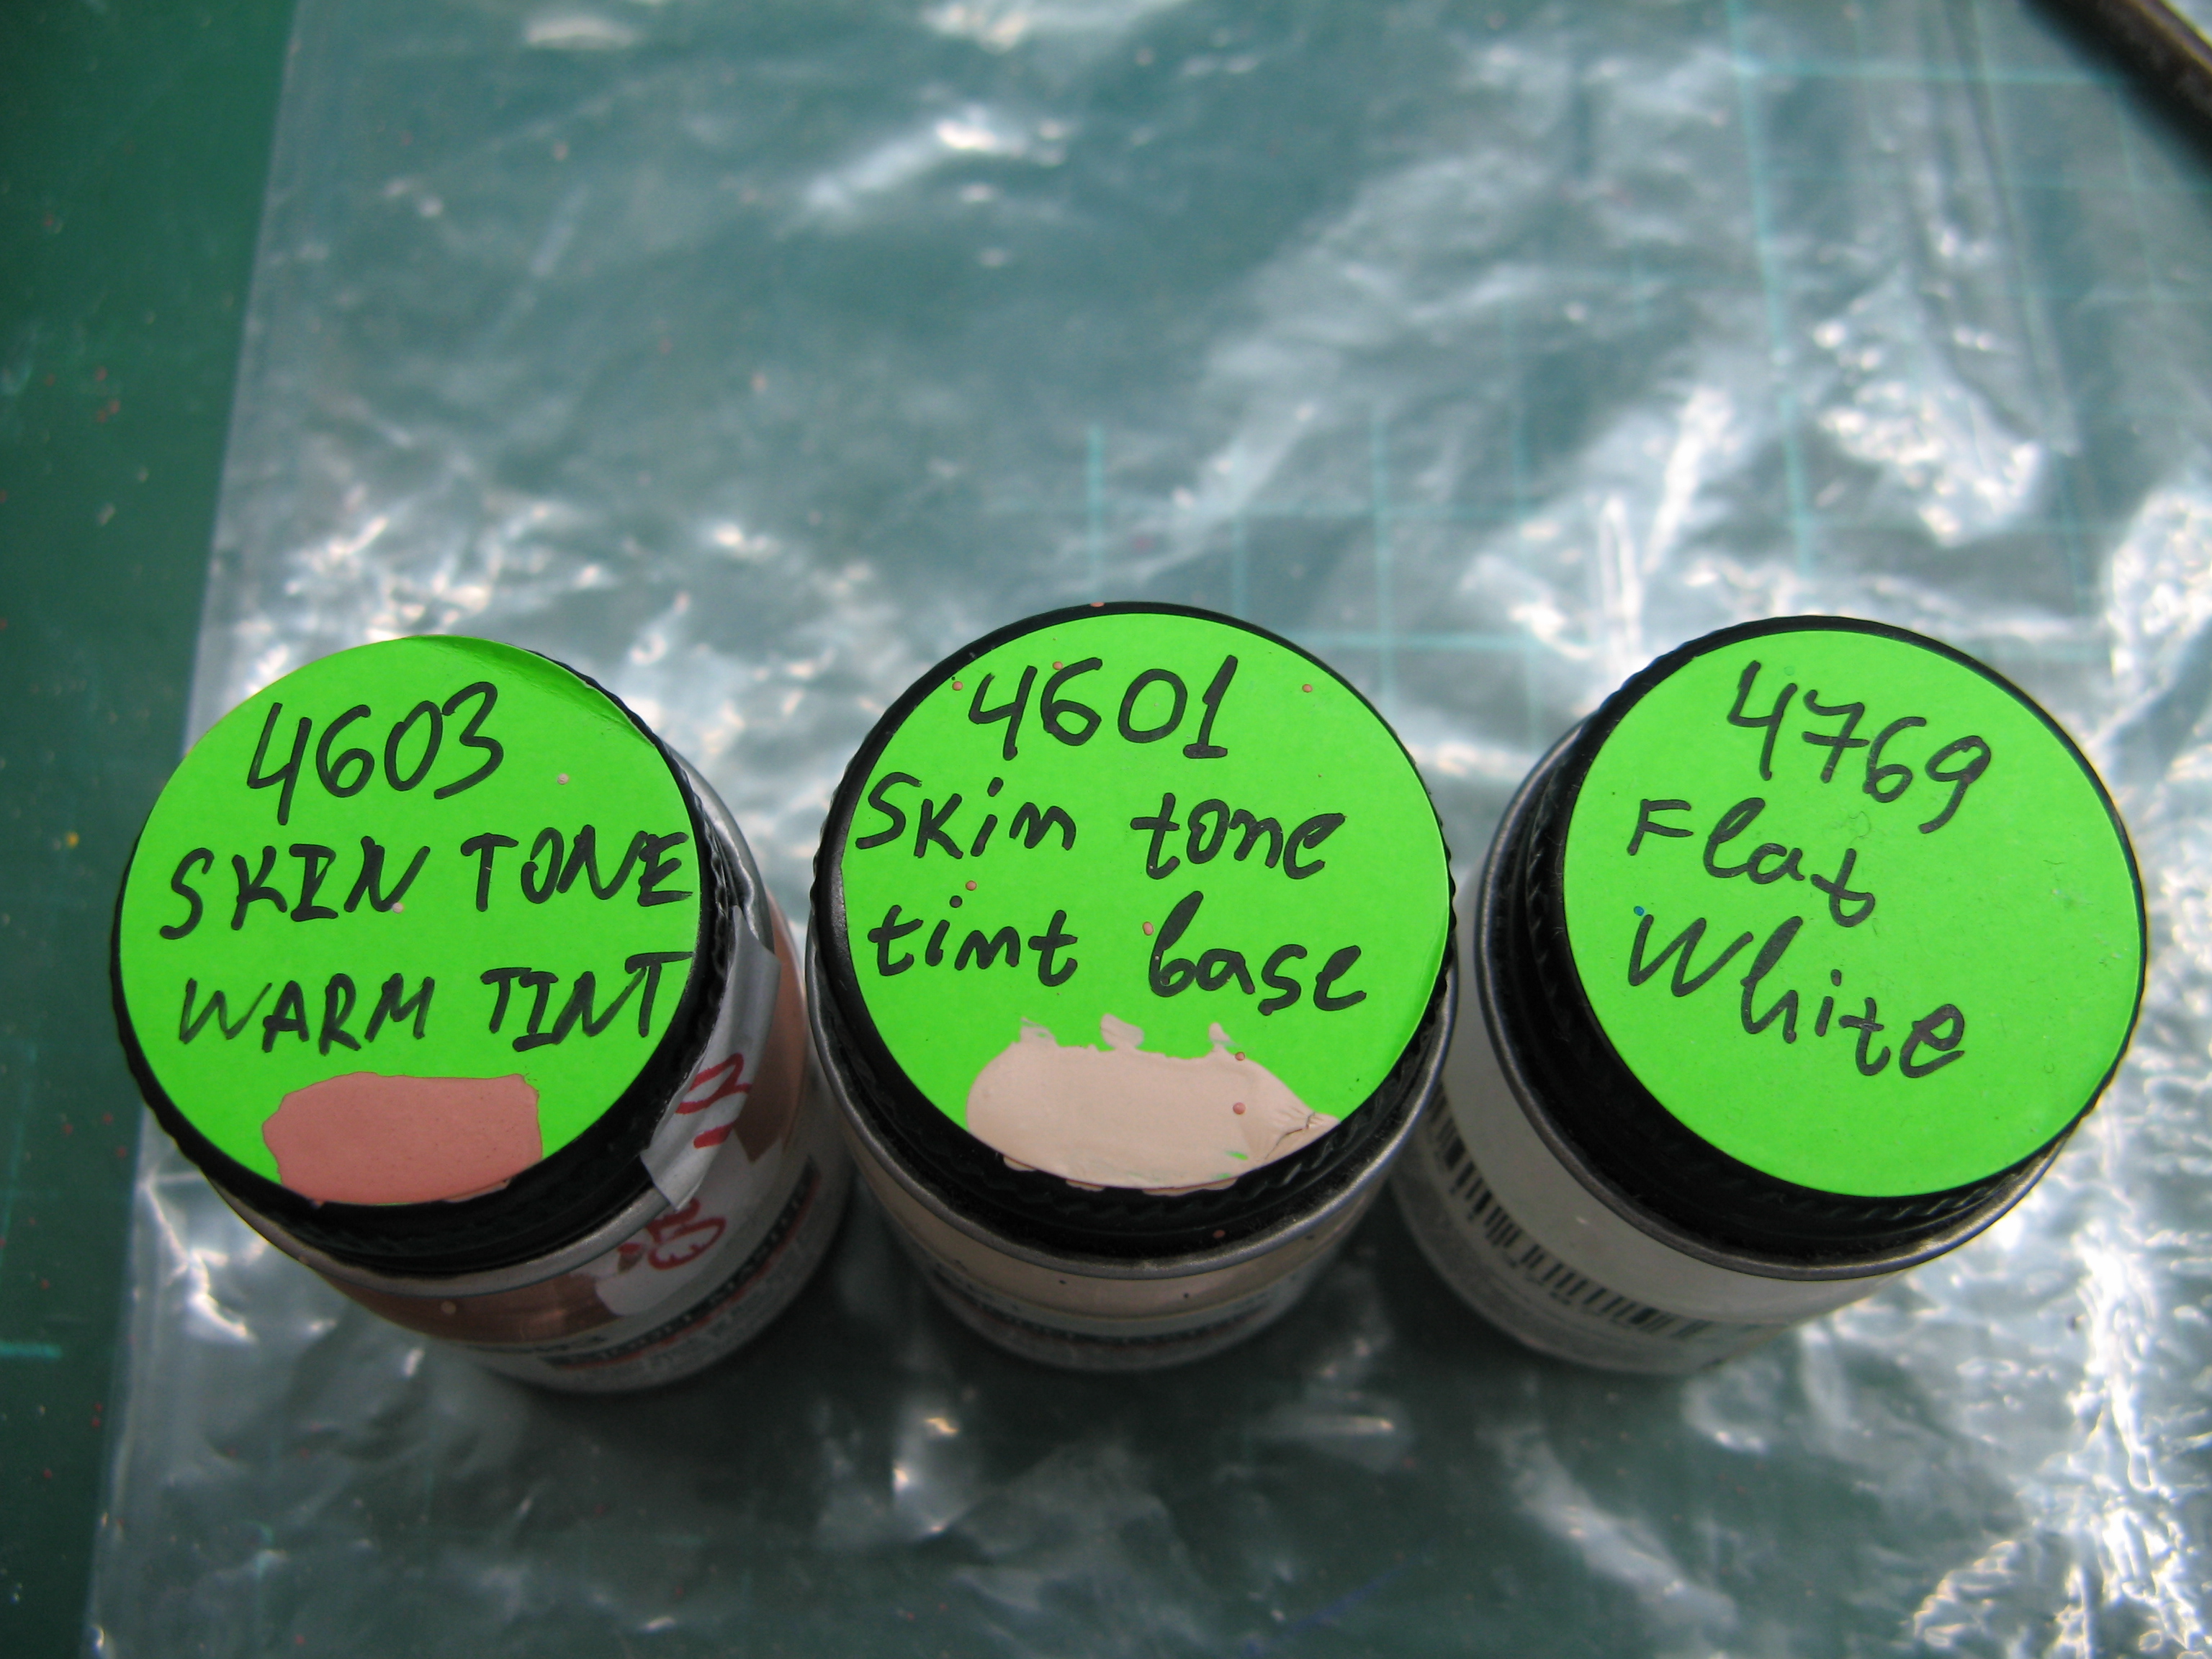 4603
SKIN TONE
WARM TINT
4601
Skin tone
tint base
4769
Flat
White